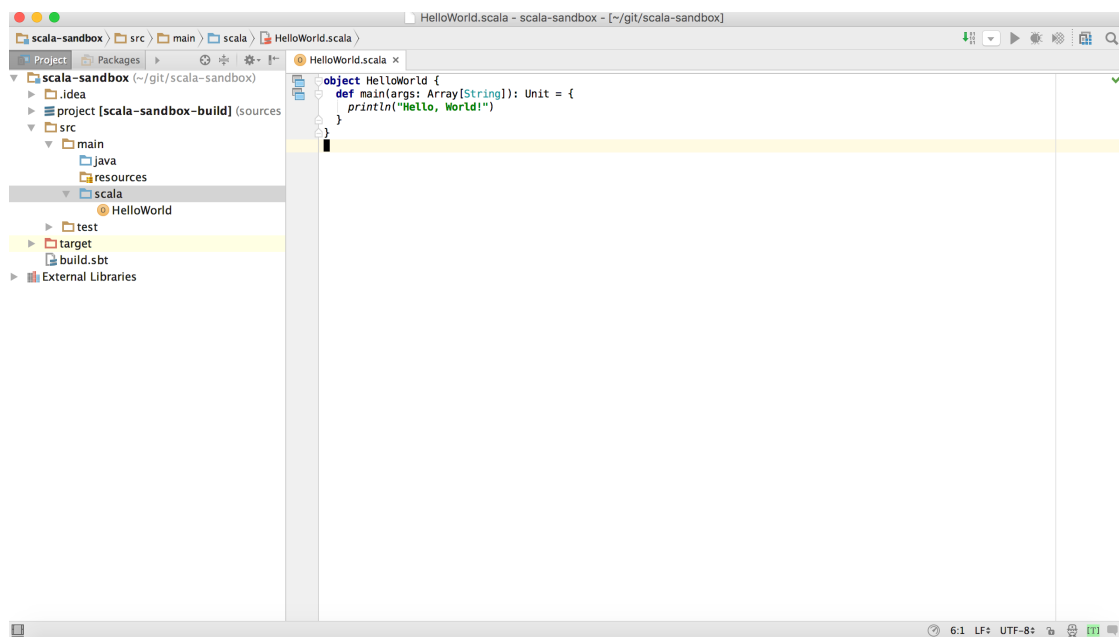 HelloWorld.scala - scala-sandbox - [~/git/scala-sandbox]
scala-sandbox src main scala HelloWorld.scala
Project Packages
HelloWorld.scala ×
scala-sandbox (~/git/scala-sandbox)
.idea
project [scala-sandbox-build] (sources
src
main
java
resources
scala
HelloWorld
test
target
build.sbt
External Libraries
object HelloWorld {
def main(args: Array[String]): Unit = {
println("Hello, World!")
}
}
6:1 LF UTF-8 [T]